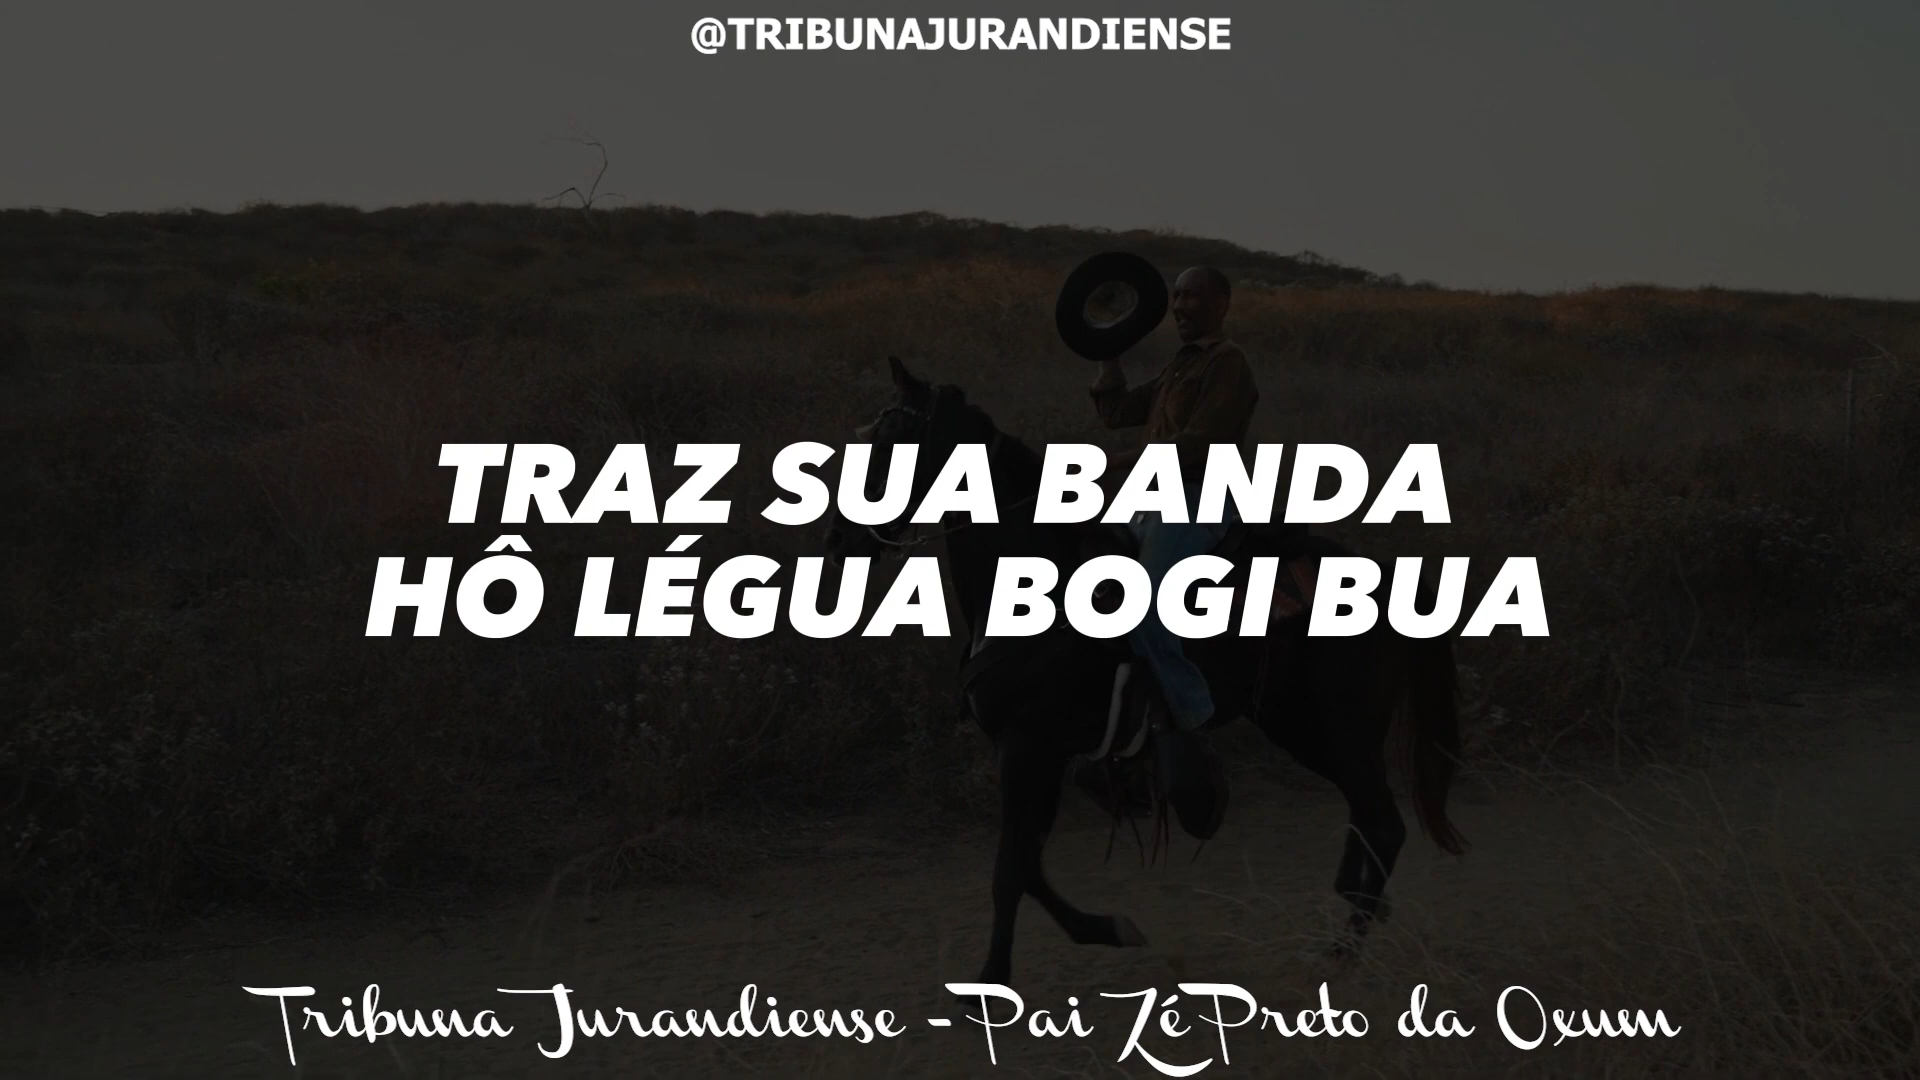 @TRIBUNAJURANDIENSE
TRAZ SUA BANDA
HÔ LÉGUA BOGI BUA
Tribuna Jurandiense - Pai Zé Preto da Oxum